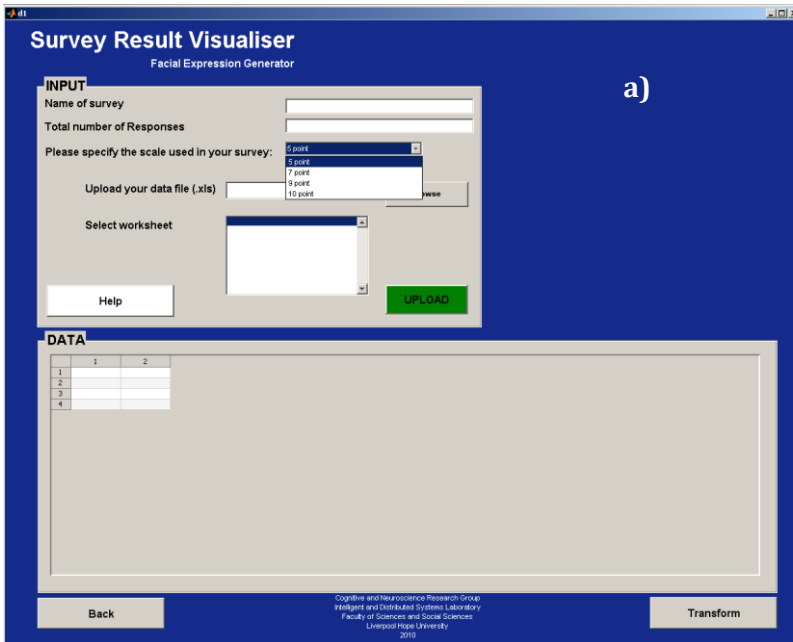 d1
Survey Result Visualiser
Facial Expression Generator
a)
INPUT
Name of survey
Total number of Responses
Please specify the scale used in your survey:
5 point
5 point
7 point
9 point
10 point
Upload your data file (.xls)
Select worksheet
Help
UPLOAD
DATA
1 2
1
2
3
4
Back
Cognitive and Neuroscience Research Group
Intelligent and Distributed Systems Laboratory
Faculty of Sciences and Social Sciences
Liverpool Hope University
2010
Transform